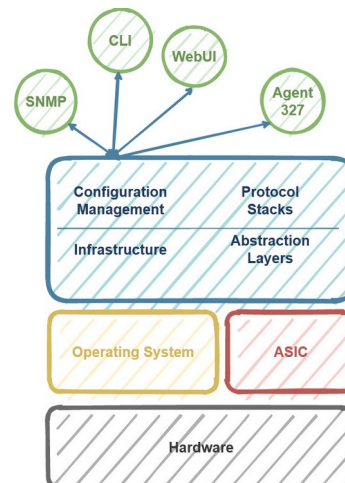 CLI
WebUI
SNMP
Agent
327
Configuration
Management
Protocol
Stacks
Infrastructure
Abstraction
Layers
Operating System
ASIC
Hardware